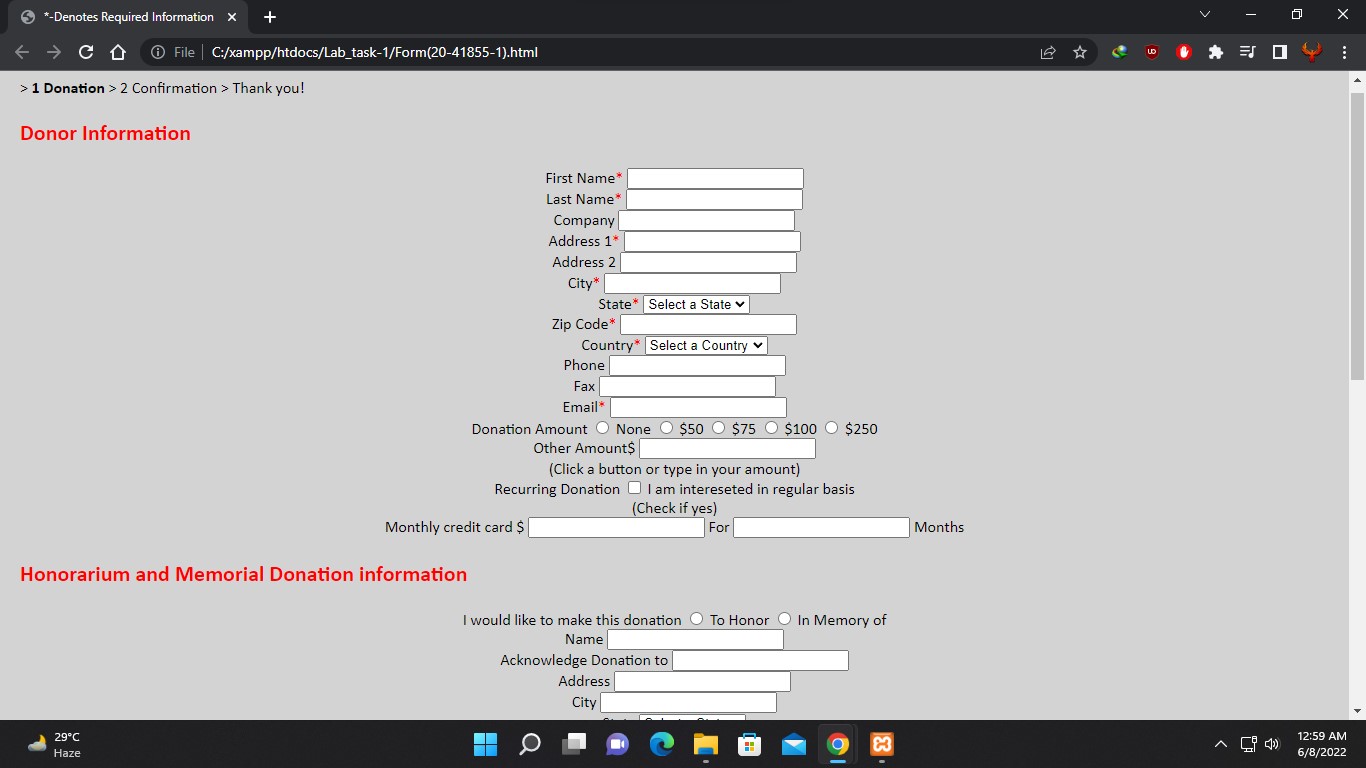 *-Denotes Required Information
File | C:/xampp/htdocs/Lab_task-1/Form(20-41855-1).html
UD
> 1 Donation > 2 Confirmation > Thank you!
Donor Information
First Name*
Last Name*
Company
Address 1*
Address 2
City*
State* Select a State
Zip Code*
Country* Select a Country
Phone
Fax
Email*
Donation Amount None $50 $75 $100 $250
Other Amount$
(Click a button or type in your amount)
Recurring Donation I am intereseted in regular basis
(Check if yes)
Monthly credit card $ For Months
Honorarium and Memorial Donation information
I would like to make this donation To Honor In Memory of
Name
Acknowledge Donation to
Address
City
29°C
Haze
12:59 AM
6/8/2022